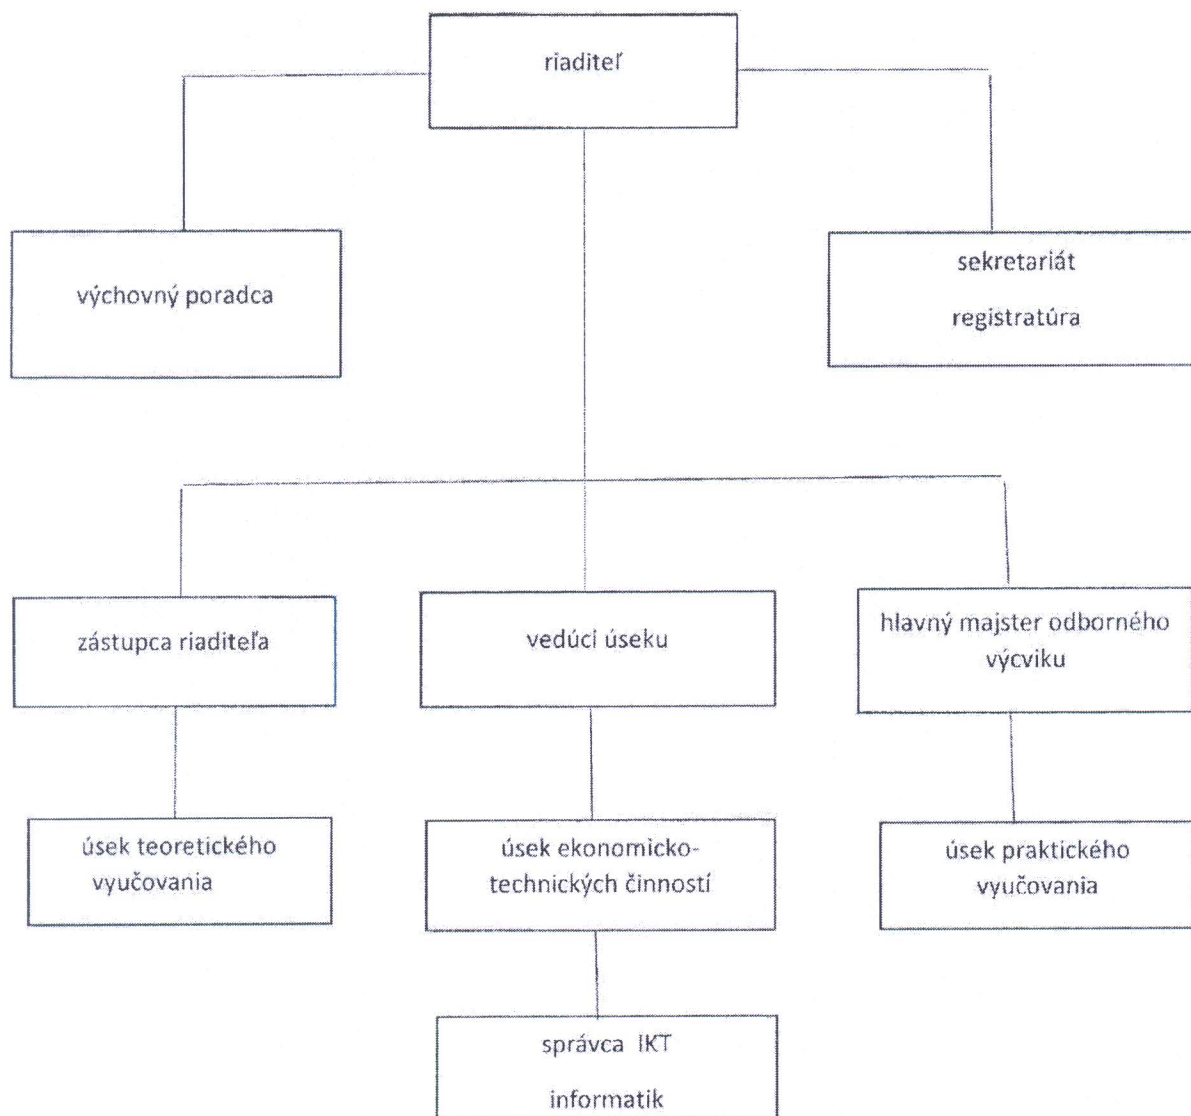 riaditeľ
výchovný poradca
sekretariát
registratúra
zástupca riaditeľa
vedúci úseku
hlavný majster odborného
výcviku
úsek teoretického
vyučovania
úsek ekonomicko-
technických činností
úsek praktického
vyučovania
správca IKT
informatik